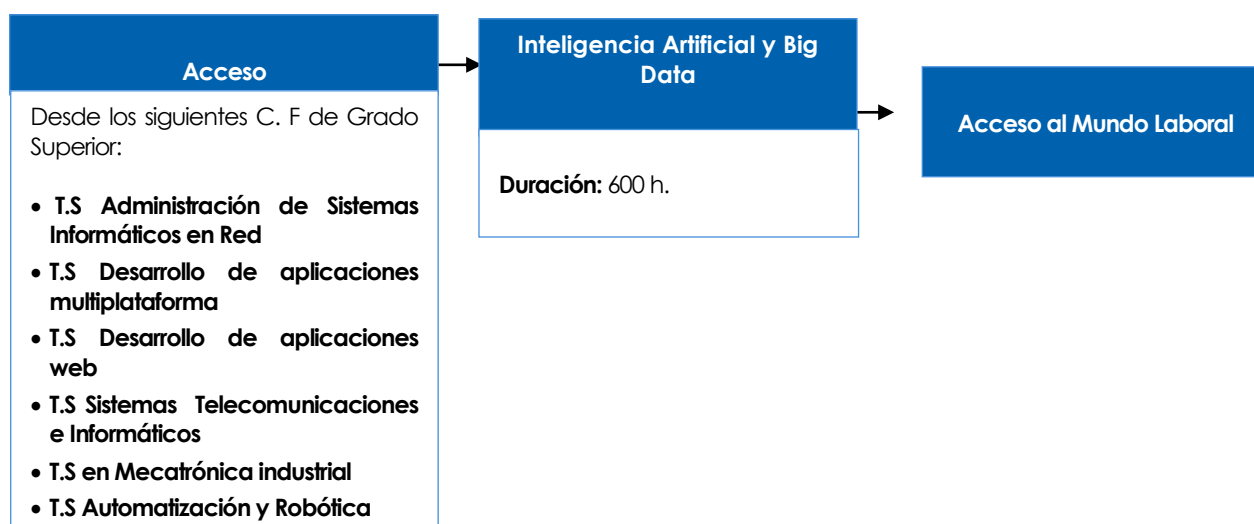 Acceso
Desde los siguientes C. F de Grado
Superior:
• T.S Administración de Sistemas
Informáticos en Red
• T.S Desarrollo de aplicaciones
multiplataforma
• T.S Desarrollo de aplicaciones
web
• T.S Sistemas Telecomunicaciones
e Informáticos
• T.S en Mecatrónica industrial
• T.S Automatización y Robótica
Inteligencia Artificial y Big
Data
Duración: 600 h.
Acceso al Mundo Laboral